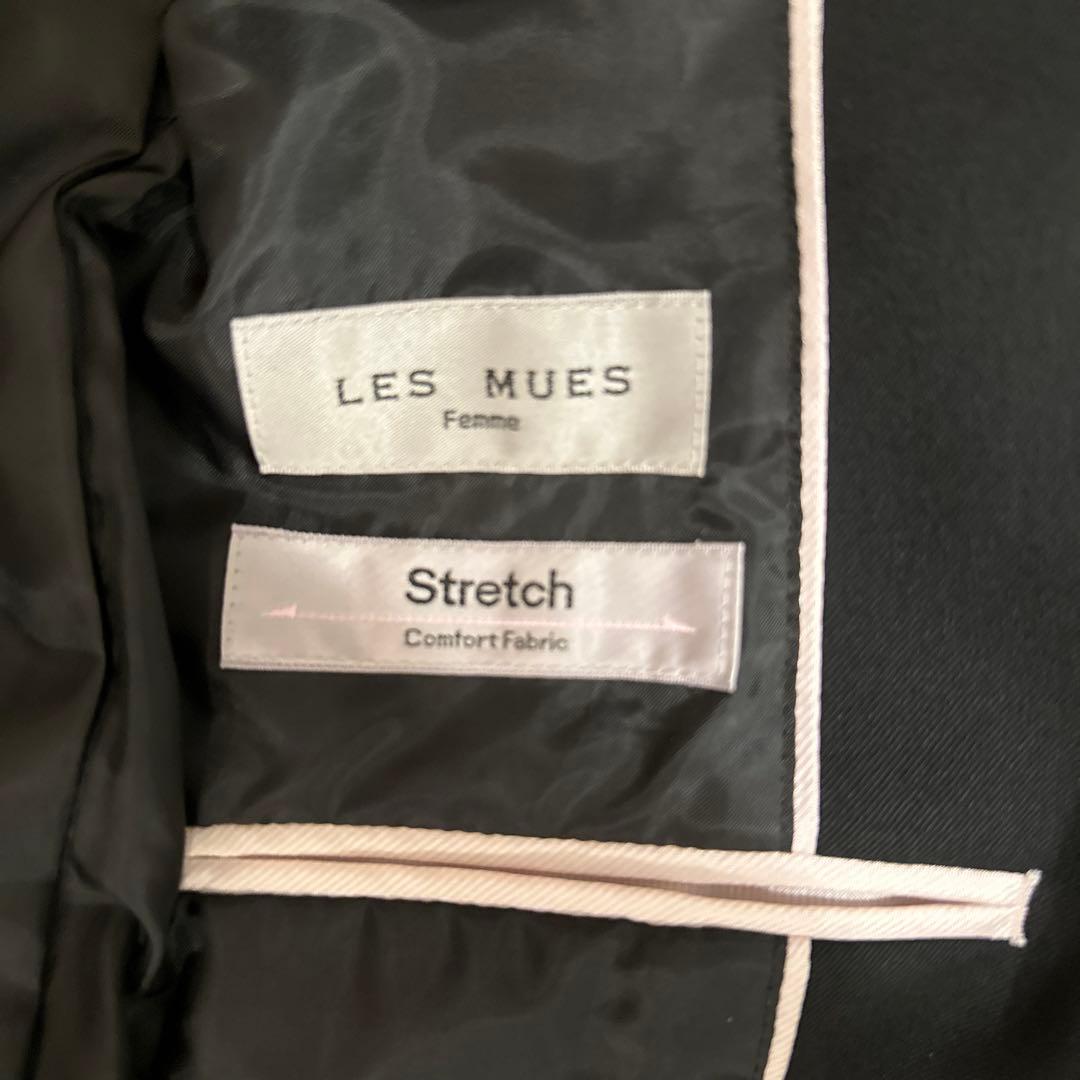 LES MUES
Femme
Stretch
Comfort Fabric